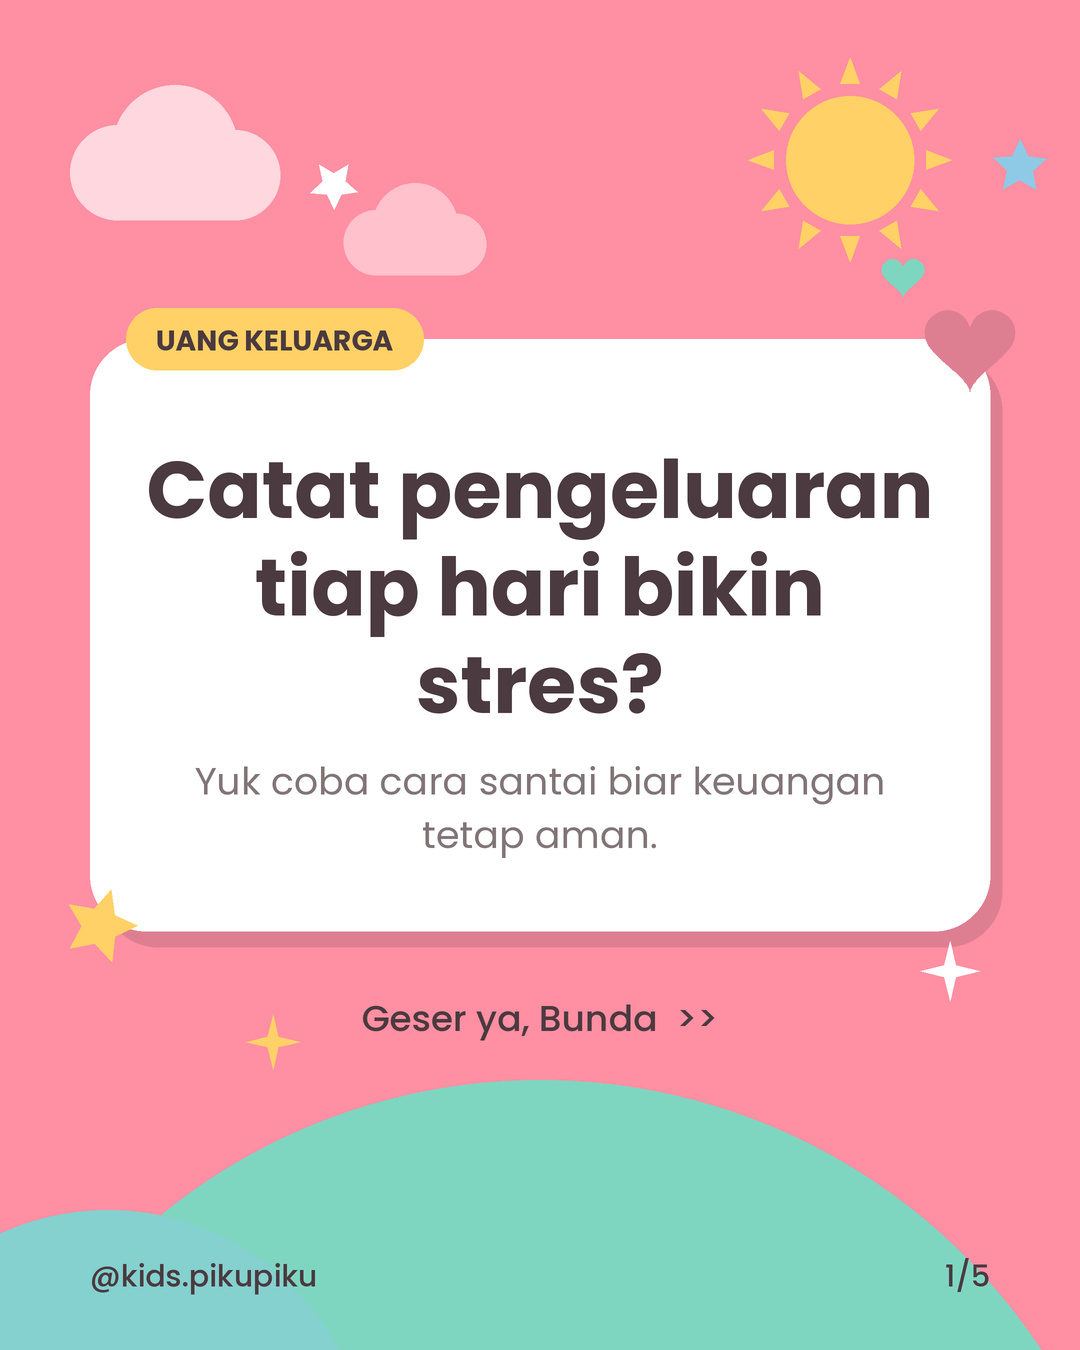 UANG KELUARGA
Catat pengeluaran
tiap hari bikin
stres?
Yuk coba cara santai biar keuangan
tetap aman.
Geser ya, Bunda >>
@kids.pikupiku
1/5